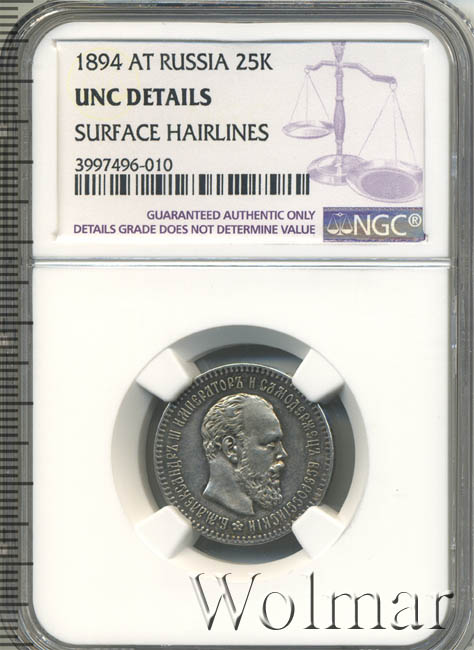 1894 AT RUSSIA 25K
UNC DETAILS
SURFACE HAIRLINES
3997496-010
GUARANTEED AUTHENTIC ONLY
DETAILS GRADE DOES NOT DETERMINE VALUE
NGC®
Б.М.АЛЕКСАНДРЪ III ИМПЕРАТОРЪ И САМОДЕРЖЕЦЪ ВСЕРОССІЙСКІЙ
Wolmar